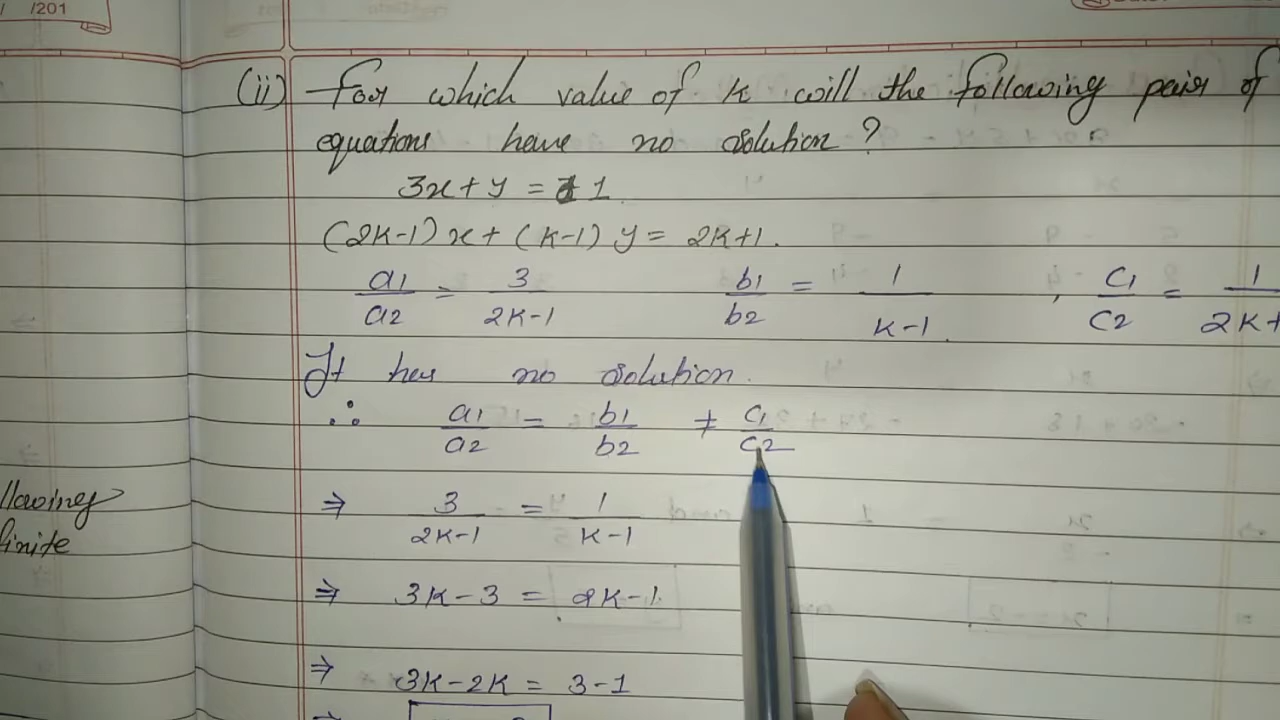 / /201
(ii) For which value of k will the following pair of
equations have no solution?
3x + y = 1
(2k-1) x + (k-1) y = 2k+1.
a1/a2 = 3/2k-1 b1/b2 = 1/k-1. , c1/c2 = 1/2k+
It has no solution.
∴ a1/a2 = b1/b2 ≠ c1/c2
⇒ 3/2k-1 = 1/k-1
⇒ 3k-3 = 2k-1.
⇒ 3k-2k = 3-1
llowing
finite